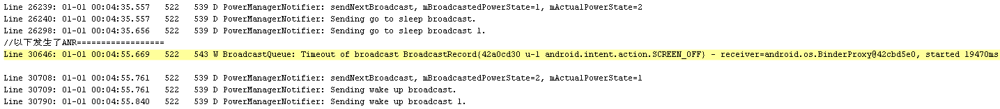 Line 26239: 01-01 00:04:35.557   522   539 D PowerManagerNotifier: sendNextBroadcast, mBroadcastedPowerState=1, mActualPowerState=2
Line 26240: 01-01 00:04:35.557   522   539 D PowerManagerNotifier: Sending go to sleep broadcast.
Line 26298: 01-01 00:04:35.656   522   539 D PowerManagerNotifier: Sending go to sleep broadcast 1.
//以下发生了ANR==================
Line 30646: 01-01 00:04:55.669   522   543 W BroadcastQueue: Timeout of broadcast BroadcastRecord{42a0cd30 u-1 android.intent.action.SCREEN_OFF} - receiver=android.os.BinderProxy@42cbd5e0, started 19470ms
Line 30708: 01-01 00:04:55.761   522   539 D PowerManagerNotifier: sendNextBroadcast, mBroadcastedPowerState=2, mActualPowerState=1
Line 30709: 01-01 00:04:55.761   522   539 D PowerManagerNotifier: Sending wake up broadcast.
Line 30790: 01-01 00:04:55.840   522   539 D PowerManagerNotifier: Sending wake up broadcast 1.